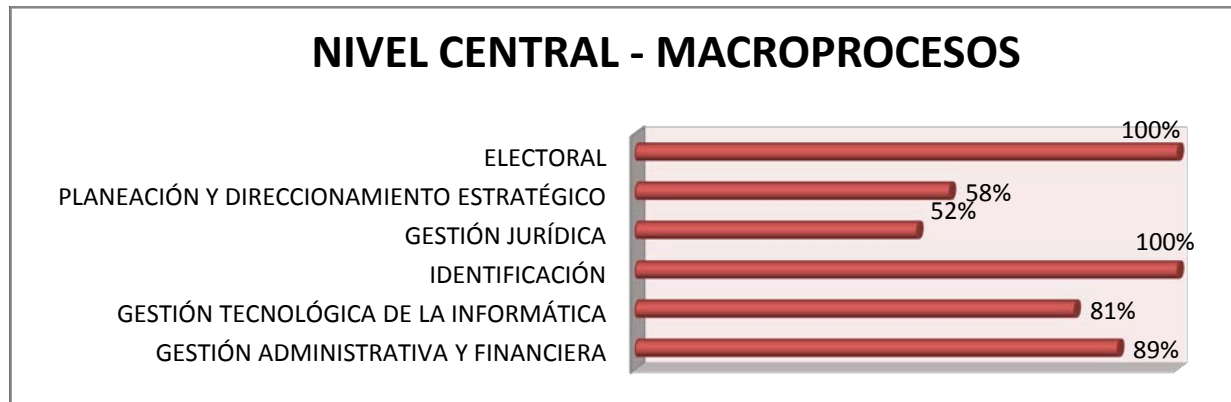 NIVEL CENTRAL - MACROPROCESOS
ELECTORAL 100%
PLANEACIÓN Y DIRECCIONAMIENTO ESTRATÉGICO 58%
GESTIÓN JURÍDICA 52%
IDENTIFICACIÓN 100%
GESTIÓN TECNOLÓGICA DE LA INFORMÁTICA 81%
GESTIÓN ADMINISTRATIVA Y FINANCIERA 89%